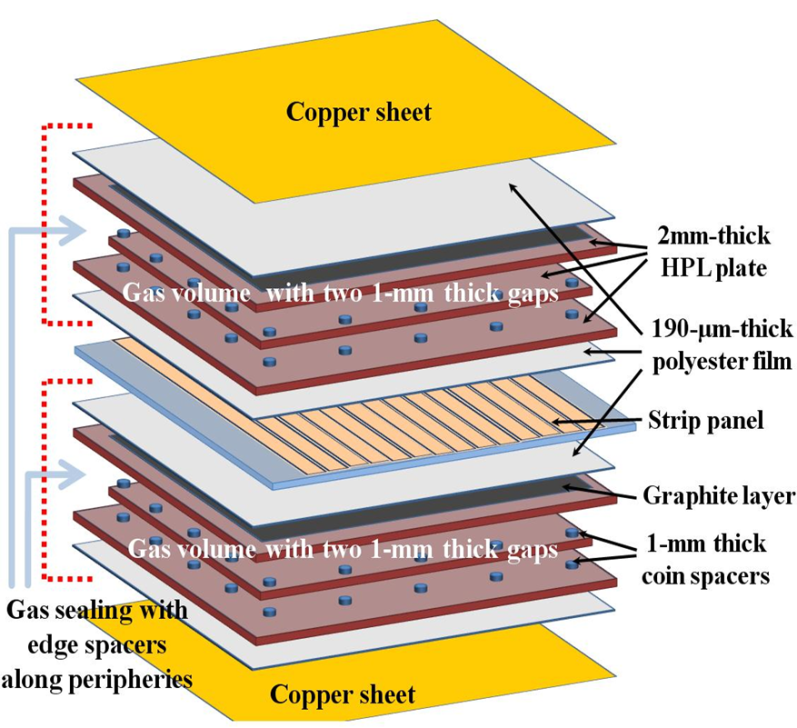 Copper sheet
2mm-thick
HPL plate
Gas volume with two 1-mm thick gaps
190-μm-thick
polyester film
Strip panel
Graphite layer
Gas volume with two 1-mm thick gaps
1-mm thick
coin spacers
Gas sealing with
edge spacers
along peripheries
Copper sheet